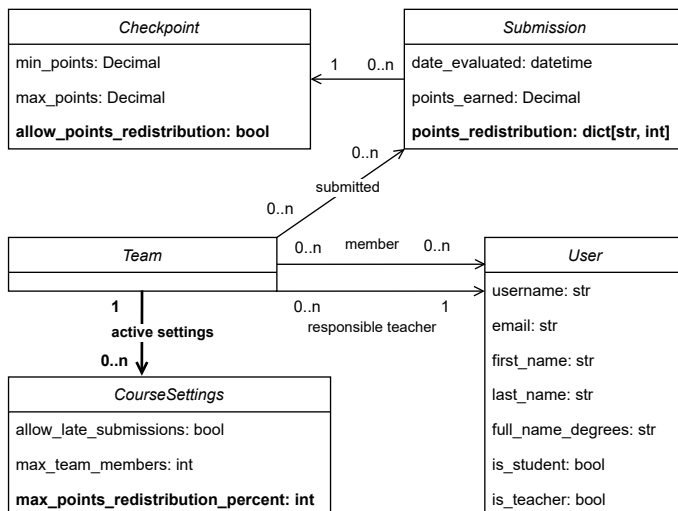 Checkpoint
min_points: Decimal
max_points: Decimal
allow_points_redistribution: bool
1
0..n
Submission
date_evaluated: datetime
points_earned: Decimal
points_redistribution: dict[str, int]
0..n
submitted
0..n
Team
0..n
member
0..n
0..n
responsible teacher
1
1
active settings
0..n
User
username: str
email: str
first_name: str
last_name: str
full_name_degrees: str
is_student: bool
is_teacher: bool
CourseSettings
allow_late_submissions: bool
max_team_members: int
max_points_redistribution_percent: int